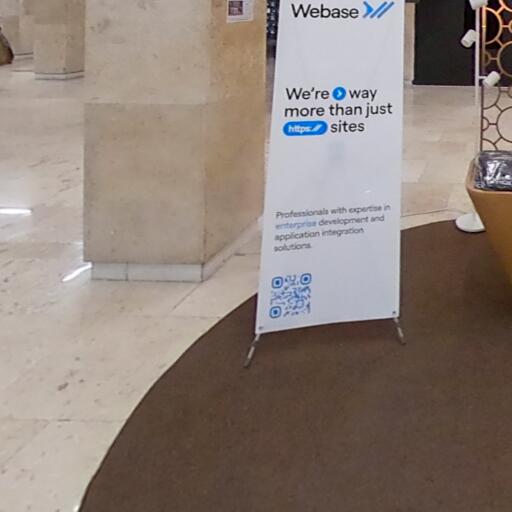 Webase
We're way
more than just
https:// sites
Professionals with expertise in
enterprise development and
application integration
solutions.